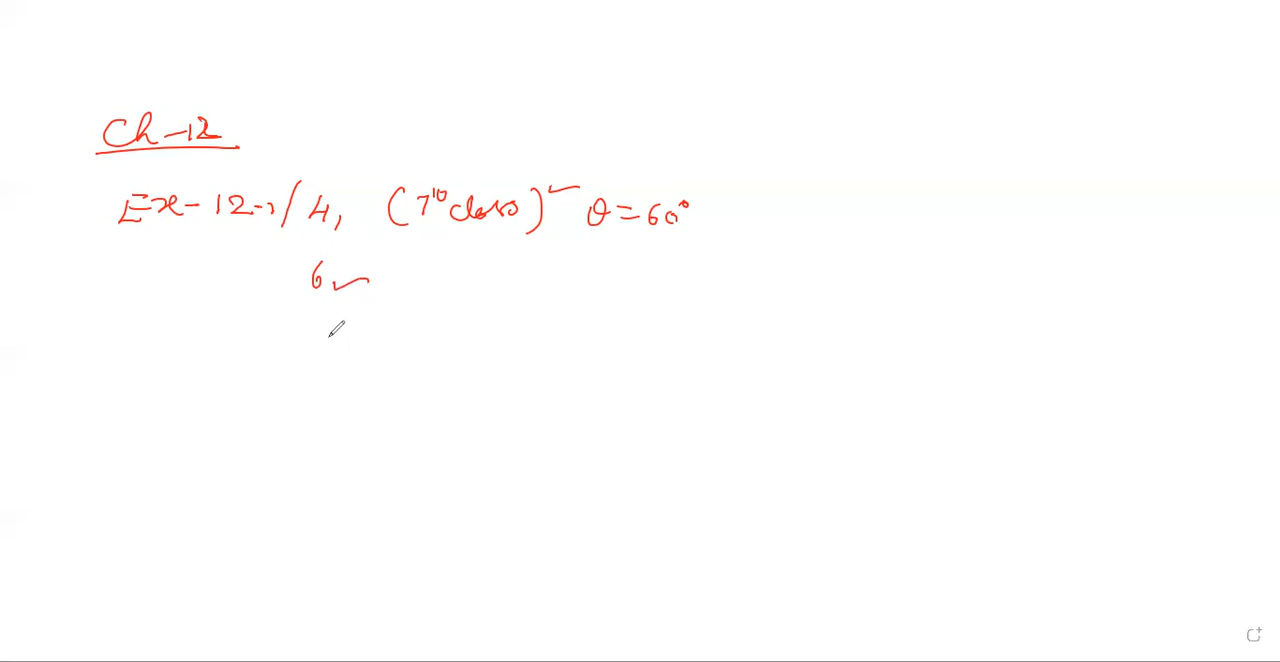 Ch-12
Ex-12.1/4, (7th class) ✓ θ=60°
6 ✓